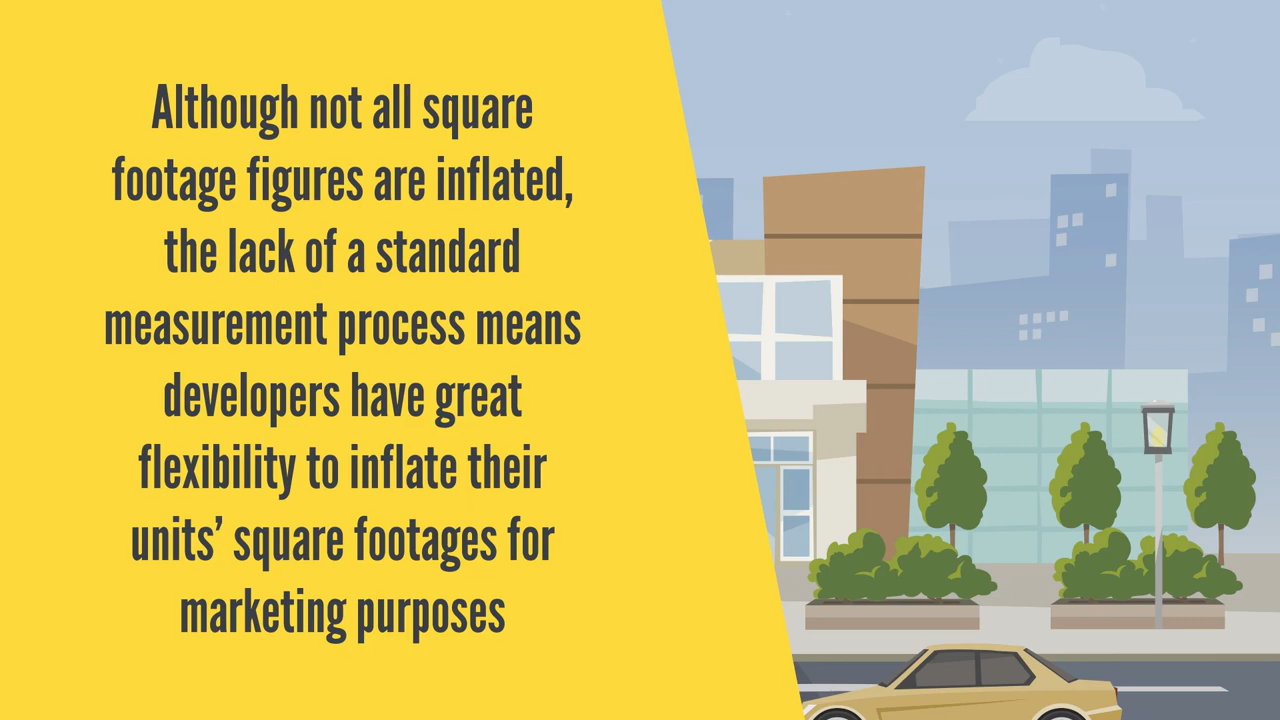 Although not all square
footage figures are inflated,
the lack of a standard
measurement process means
developers have great
flexibility to inflate their
units’ square footages for
marketing purposes